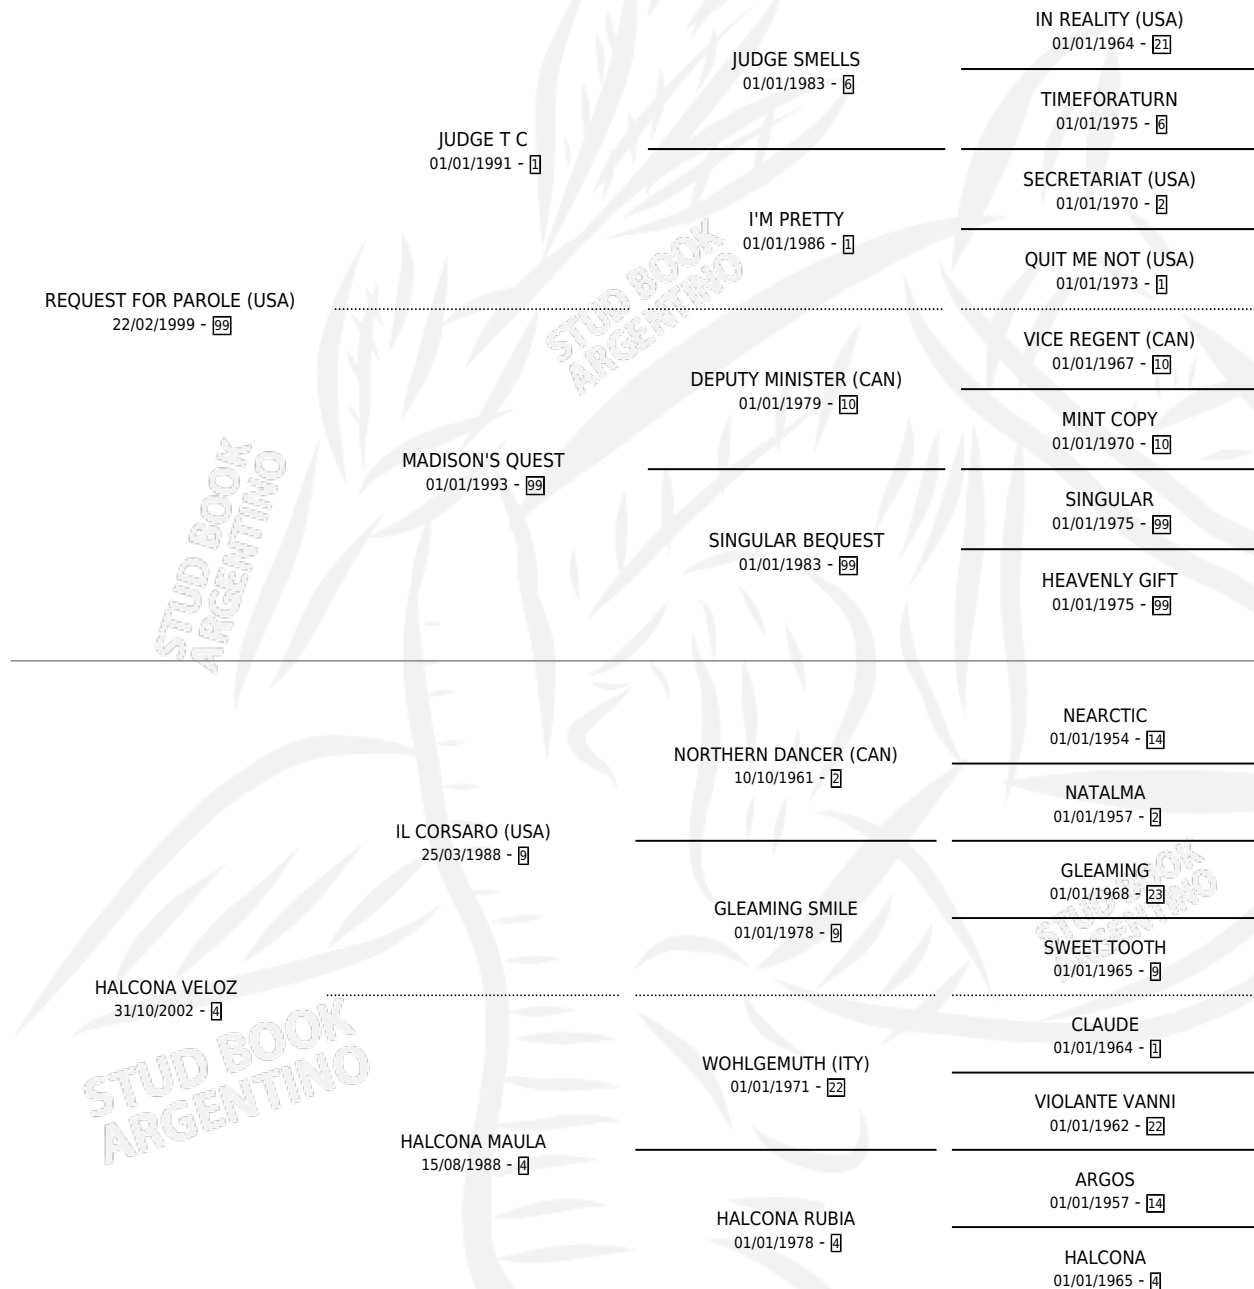 IN REALITY (USA)
01/01/1964 - 21
JUDGE SMELLS
01/01/1983 - 6
TIMEFORATURN
01/01/1975 - 6
JUDGE T C
01/01/1991 - 1
SECRETARIAT (USA)
01/01/1970 - 2
I'M PRETTY
01/01/1986 - 1
QUIT ME NOT (USA)
01/01/1973 - 1
REQUEST FOR PAROLE (USA)
22/02/1999 - 99
VICE REGENT (CAN)
01/01/1967 - 10
DEPUTY MINISTER (CAN)
01/01/1979 - 10
MINT COPY
01/01/1970 - 10
MADISON'S QUEST
01/01/1993 - 99
SINGULAR
01/01/1975 - 99
SINGULAR BEQUEST
01/01/1983 - 99
HEAVENLY GIFT
01/01/1975 - 99
NEARCTIC
01/01/1954 - 14
NORTHERN DANCER (CAN)
10/10/1961 - 2
NATALMA
01/01/1957 - 2
IL CORSARO (USA)
25/03/1988 - 9
GLEAMING
01/01/1968 - 23
GLEAMING SMILE
01/01/1978 - 9
SWEET TOOTH
01/01/1965 - 9
HALCONA VELOZ
31/10/2002 - 4
CLAUDE
01/01/1964 - 1
WOHLGEMUTH (ITY)
01/01/1971 - 22
VIOLANTE VANNI
01/01/1962 - 22
HALCONA MAULA
15/08/1988 - 4
ARGOS
01/01/1957 - 14
HALCONA RUBIA
01/01/1978 - 4
HALCONA
01/01/1965 - 4
STUD BOOK
ARGENTINO
STUD BOOK
ARGENTINO
STUD BOOK
ARGENTINO
STUD BOOK
ARGENTINO